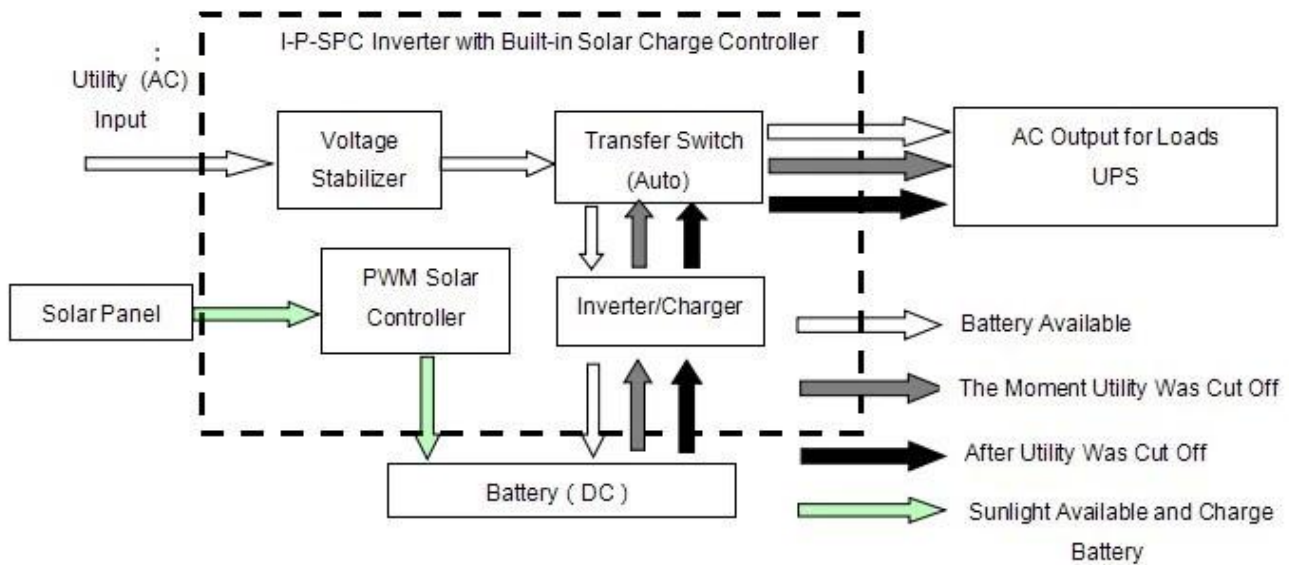 I-P-SPC Inverter with Built-in Solar Charge Controller
:
Utility (AC)
Input
Voltage
Stabilizer
Transfer Switch
(Auto)
AC Output for Loads
UPS
Solar Panel
PWM Solar
Controller
Inverter/Charger
Battery ( DC )
Battery Available
The Moment Utility Was Cut Off
After Utility Was Cut Off
Sunlight Available and Charge
Battery